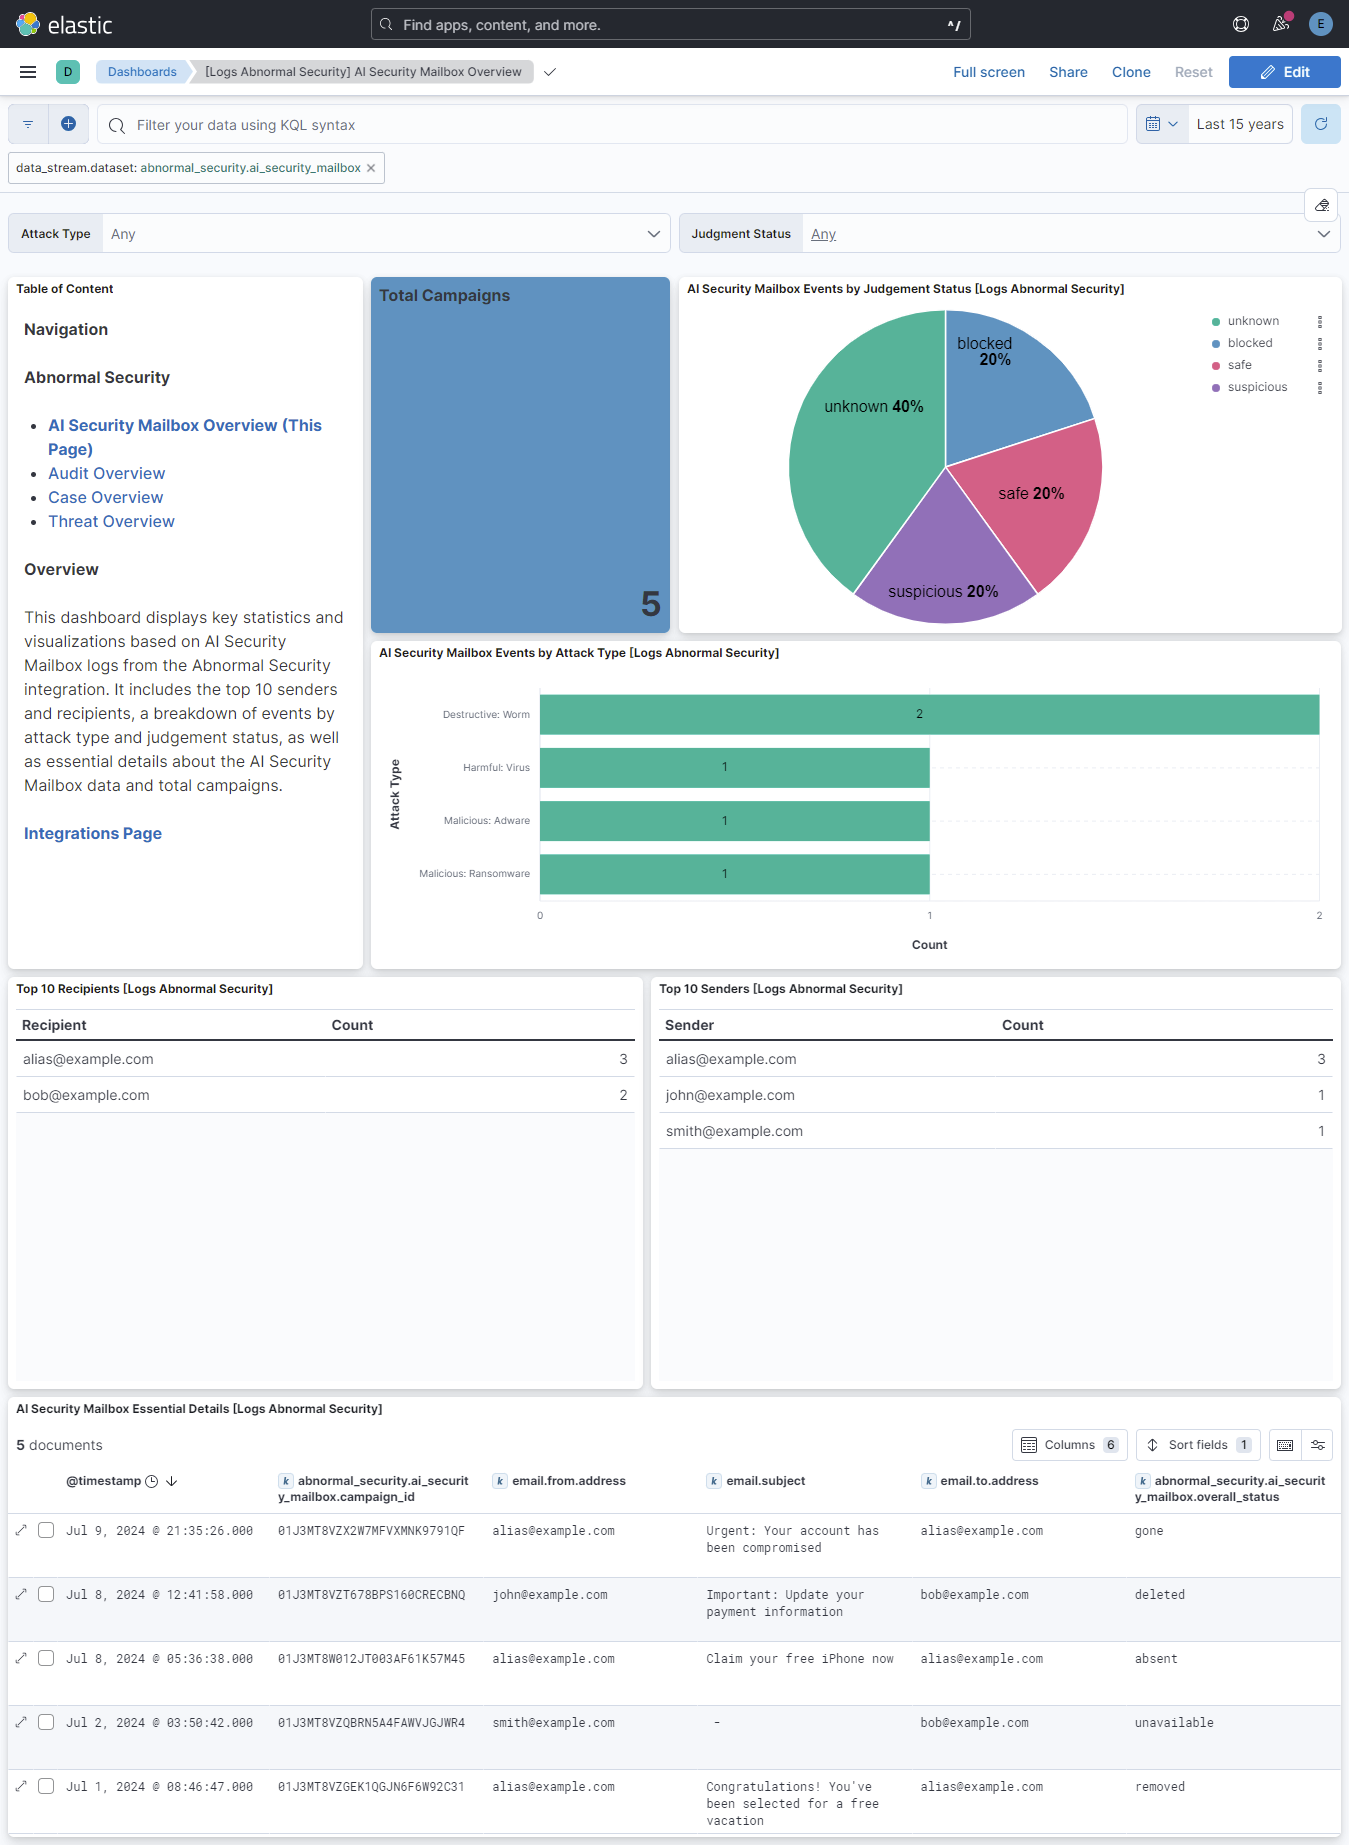 elastic
Find apps, content, and more.
^/
E
D
Dashboards
[Logs Abnormal Security] AI Security Mailbox Overview
Full screen
Share
Clone
Reset
Edit
Filter your data using KQL syntax
Last 15 years
data_stream.dataset: abnormal_security.ai_security_mailbox
Attack Type
Any
Judgment Status
Any
Table of Content
Navigation
Abnormal Security
AI Security Mailbox Overview (This
Page)
Audit Overview
Case Overview
Threat Overview
Overview
This dashboard displays key statistics and
visualizations based on AI Security
Mailbox logs from the Abnormal Security
integration. It includes the top 10 senders
and recipients, a breakdown of events by
attack type and judgement status, as well
as essential details about the AI Security
Mailbox data and total campaigns.
Integrations Page
Total Campaigns
5
AI Security Mailbox Events by Judgement Status [Logs Abnormal Security]
blocked
20%
unknown 40%
safe 20%
suspicious 20%
unknown
blocked
safe
suspicious
AI Security Mailbox Events by Attack Type [Logs Abnormal Security]
Attack Type
Destructive: Worm
2
Harmful: Virus
1
Malicious: Adware
1
Malicious: Ransomware
1
0
1
2
Count
Top 10 Recipients [Logs Abnormal Security]
Recipient Count
alias@example.com 3
bob@example.com 2
Top 10 Senders [Logs Abnormal Security]
Sender Count
alias@example.com 3
john@example.com 1
smith@example.com 1
AI Security Mailbox Essential Details [Logs Abnormal Security]
5 documents
Columns 6
Sort fields 1
@timestamp
k abnormal_security.ai_securit
y_mailbox.campaign_id
k email.from.address
k email.subject
k email.to.address
k abnormal_security.ai_securit
y_mailbox.overall_status
Jul 9, 2024 @ 21:35:26.000 01J3MT8VZX2W7MFVXMNK9791QF alias@example.com Urgent: Your account has alias@example.com gone
been compromised
Jul 8, 2024 @ 12:41:58.000 01J3MT8VZT678BPS160CRECBNQ john@example.com Important: Update your bob@example.com deleted
payment information
Jul 8, 2024 @ 05:36:38.000 01J3MT8W012JT003AF61K57M45 alias@example.com Claim your free iPhone now alias@example.com absent
Jul 2, 2024 @ 03:50:42.000 01J3MT8VZQBRN5A4FAWVJGJWR4 smith@example.com - bob@example.com unavailable
Jul 1, 2024 @ 08:46:47.000 01J3MT8VZGEK1QGJN6F6W92C31 alias@example.com Congratulations! You've alias@example.com removed
been selected for a free
vacation